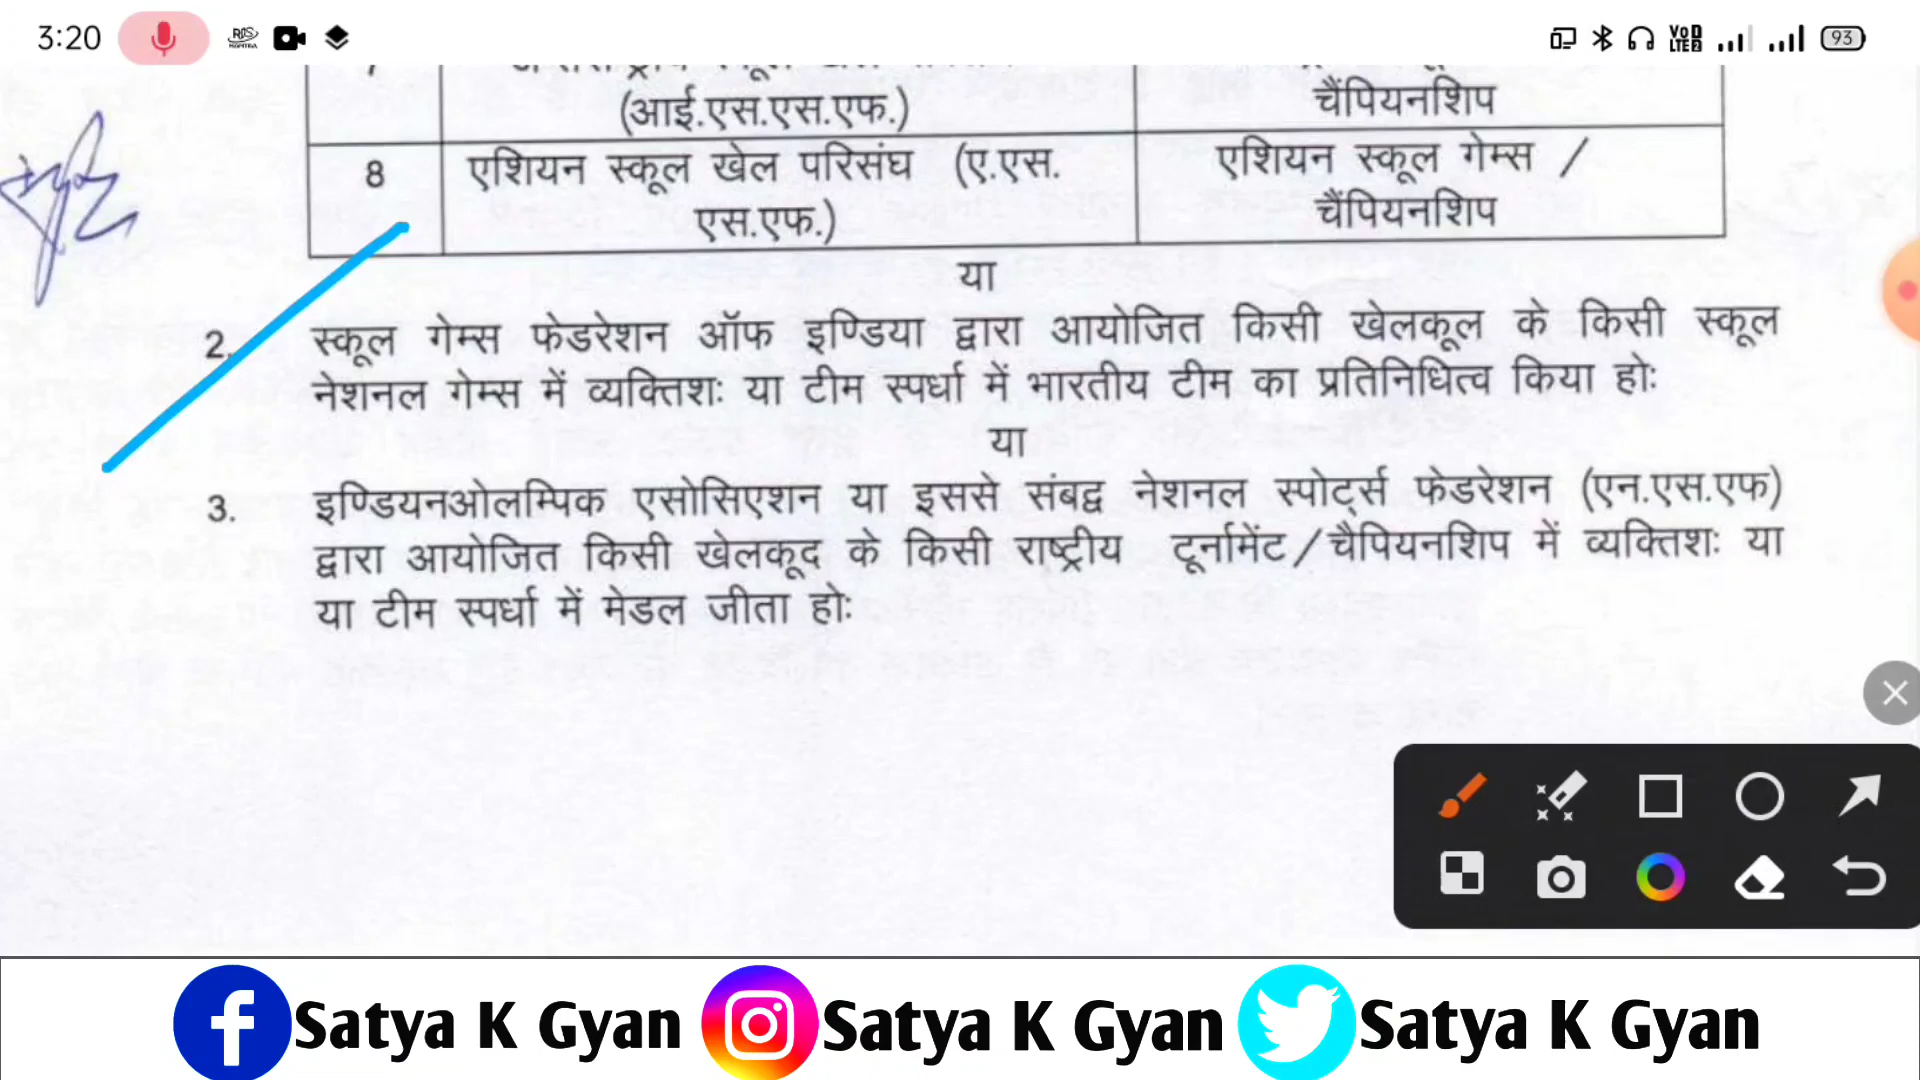 3:20
VoD LTE2 93
(आई.एस.एस.एफ.)
चैंपियनशिप
8 एशियन स्कूल खेल परिसंघ (ए.एस. एशियन स्कूल गेम्स /
एस.एफ.) चैंपियनशिप
या
2. स्कूल गेम्स फेडरेशन ऑफ इण्डिया द्वारा आयोजित किसी खेलकूल के किसी स्कूल
नेशनल गेम्स में व्यक्तिशः या टीम स्पर्धा में भारतीय टीम का प्रतिनिधित्व किया होः
या
3. इण्डियनओलम्पिक एसोसिएशन या इससे संबद्व नेशनल स्पोर्ट्स फेडरेशन (एन.एस.एफ)
द्वारा आयोजित किसी खेलकूद के किसी राष्ट्रीय टूर्नामेंट/चैपियनशिप में व्यक्तिशः या
या टीम स्पर्धा में मेडल जीता होः
Satya K Gyan Satya K Gyan Satya K Gyan